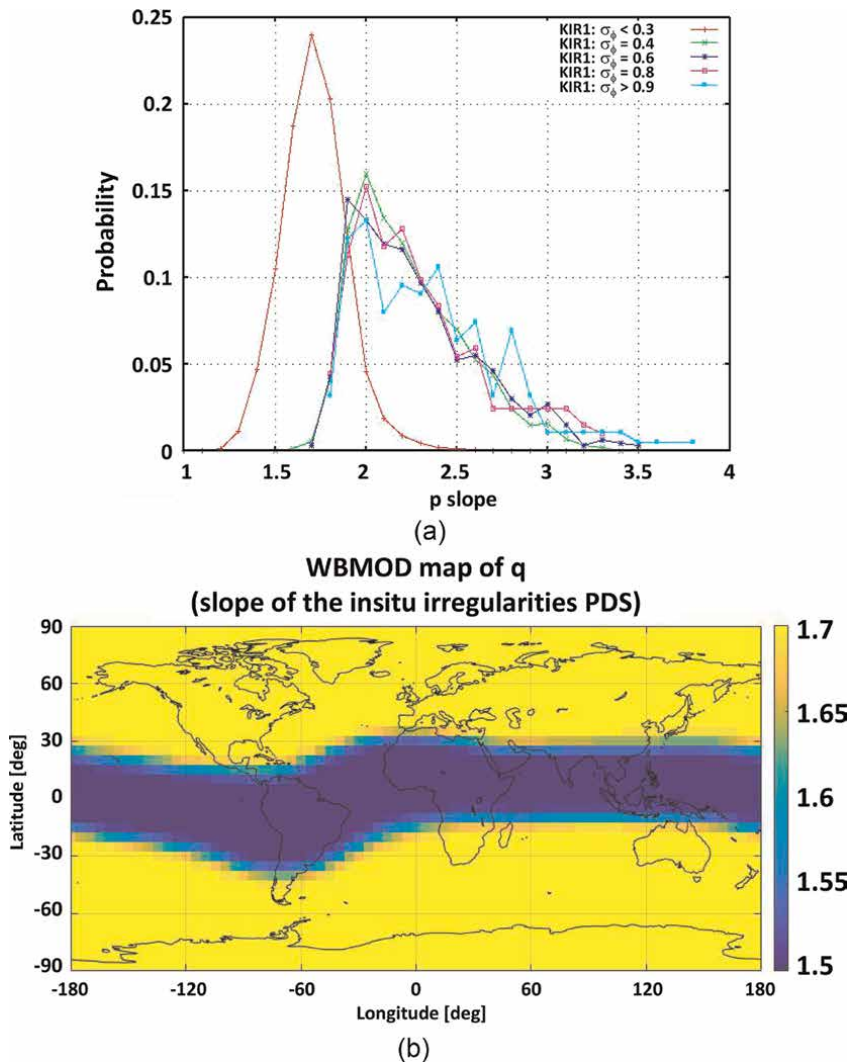 KIR1: σϕ < 0.3
KIR1: σϕ = 0.4
KIR1: σϕ = 0.6
KIR1: σϕ = 0.8
KIR1: σϕ > 0.9
0.25
0.2
0.15
0.1
0.05
0
Probability
1 1.5 2 2.5 3 3.5 4
p slope
(a)
WBMOD map of q
(slope of the insitu irregularities PDS)
90
60
30
0
-30
-60
-90
Latitude [deg]
-180 -120 -60 0 60 120 180
Longitude [deg]
1.7
1.65
1.6
1.55
1.5
(b)